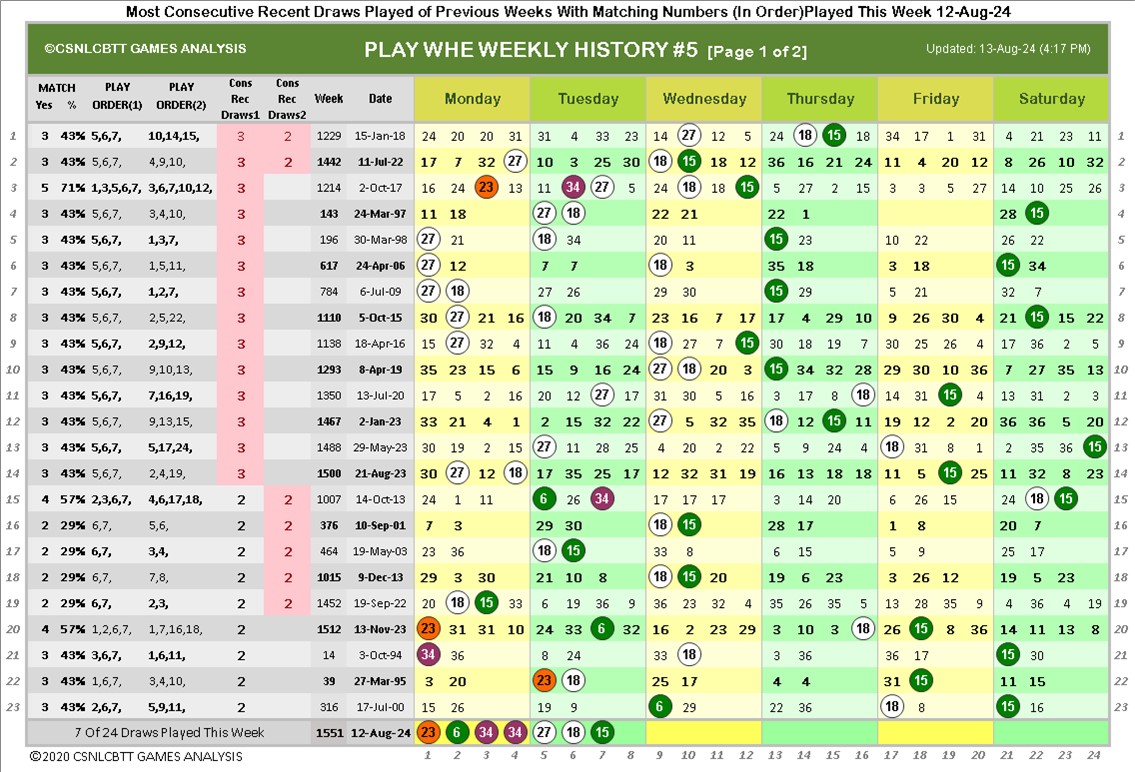 Most Consecutive Recent Draws Played of Previous Weeks With Matching Numbers (In Order)Played This Week 12-Aug-24
©CSNLCBTT GAMES ANALYSIS PLAY WHE WEEKLY HISTORY #5 [Page 1 of 2] Updated: 13-Aug-24 (4:17 PM)
MATCH Yes % PLAY ORDER(1) PLAY ORDER(2) Cons Rec Draws1 Cons Rec Draws2 Week Date Monday Tuesday Wednesday Thursday Friday Saturday
1 3 43% 5,6,7, 10,14,15, 3 2 1229 15-Jan-18 24 20 20 31 31 4 33 23 14 27 12 5 24 18 15 18 34 17 1 31 4 21 23 11 1
2 3 43% 5,6,7, 4,9,10, 3 2 1442 11-Jul-22 17 7 32 27 10 3 25 30 18 15 18 12 36 16 21 24 11 4 20 12 8 26 10 32 2
3 5 71% 1,3,5,6,7, 3,6,7,10,12, 3 1214 2-Oct-17 16 24 23 13 11 34 27 5 24 18 18 15 5 27 2 15 3 3 5 27 14 10 25 26 3
4 3 43% 5,6,7, 3,4,10, 3 143 24-Mar-97 11 18 27 18 22 21 22 1 28 15 4
5 3 43% 5,6,7, 1,3,7, 3 196 30-Mar-98 27 21 18 34 20 11 15 23 10 22 26 22 5
6 3 43% 5,6,7, 1,5,11, 3 617 24-Apr-06 27 12 7 7 18 3 35 18 3 18 15 34 6
7 3 43% 5,6,7, 1,2,7, 3 784 6-Jul-09 27 18 27 26 29 30 15 29 5 21 32 7 7
8 3 43% 5,6,7, 2,5,22, 3 1110 5-Oct-15 30 27 21 16 18 20 34 7 23 16 7 17 17 4 29 10 9 26 30 4 21 15 15 22 8
9 3 43% 5,6,7, 2,9,12, 3 1138 18-Apr-16 15 27 32 4 11 4 36 24 18 27 7 15 30 18 19 7 30 25 26 4 17 36 2 5 9
10 3 43% 5,6,7, 9,10,13, 3 1293 8-Apr-19 35 23 15 6 15 9 16 24 27 18 20 3 15 34 32 28 29 30 10 36 7 27 35 13 10
11 3 43% 5,6,7, 7,16,19, 3 1350 13-Jul-20 17 5 2 16 20 12 27 17 31 30 5 16 3 17 8 18 14 31 15 4 13 31 2 3 11
12 3 43% 5,6,7, 9,13,15, 3 1467 2-Jan-23 33 21 4 1 2 15 32 22 27 5 32 35 18 12 15 11 19 12 2 20 36 36 5 20 12
13 3 43% 5,6,7, 5,17,24, 3 1488 29-May-23 30 19 2 15 27 11 28 25 4 20 2 22 5 9 24 4 18 31 8 1 2 35 36 15 13
14 3 43% 5,6,7, 2,4,19, 3 1500 21-Aug-23 30 27 12 18 17 35 25 17 12 32 31 19 16 13 18 18 11 5 15 25 11 32 8 23 14
15 4 57% 2,3,6,7, 4,6,17,18, 2 2 1007 14-Oct-13 24 1 11 6 26 34 17 17 17 3 14 20 6 26 15 24 18 15 15
16 2 29% 6,7, 5,6, 2 2 376 10-Sep-01 7 3 29 30 18 15 28 17 1 8 20 7 16
17 2 29% 6,7, 3,4, 2 2 464 19-May-03 23 36 18 15 33 8 6 15 5 9 25 17 17
18 2 29% 6,7, 7,8, 2 2 1015 9-Dec-13 29 3 30 21 10 8 18 15 20 19 6 23 3 26 12 19 5 23 18
19 2 29% 6,7, 2,3, 2 2 1452 19-Sep-22 20 18 15 33 6 19 36 9 36 23 32 4 35 26 35 5 13 28 35 9 4 36 4 19 19
20 4 57% 1,2,6,7, 1,7,16,18, 2 1512 13-Nov-23 23 31 31 10 24 33 6 32 16 2 23 29 3 10 3 18 26 15 8 36 14 11 13 8 20
21 3 43% 3,6,7, 1,6,11, 2 14 3-Oct-94 34 36 8 24 33 18 3 36 36 17 15 30 21
22 3 43% 1,6,7, 3,4,10, 2 39 27-Mar-95 3 20 23 18 25 17 4 4 31 15 11 15 22
23 3 43% 2,6,7, 5,9,11, 2 316 17-Jul-00 15 26 19 9 6 29 22 36 18 8 15 16 23
7 Of 24 Draws Played This Week 1551 12-Aug-24 23 6 34 34 27 18 15
©2020 CSNLCBTT GAMES ANALYSIS 1 2 3 4 5 6 7 8 9 10 11 12 13 14 15 16 17 18 19 20 21 22 23 24